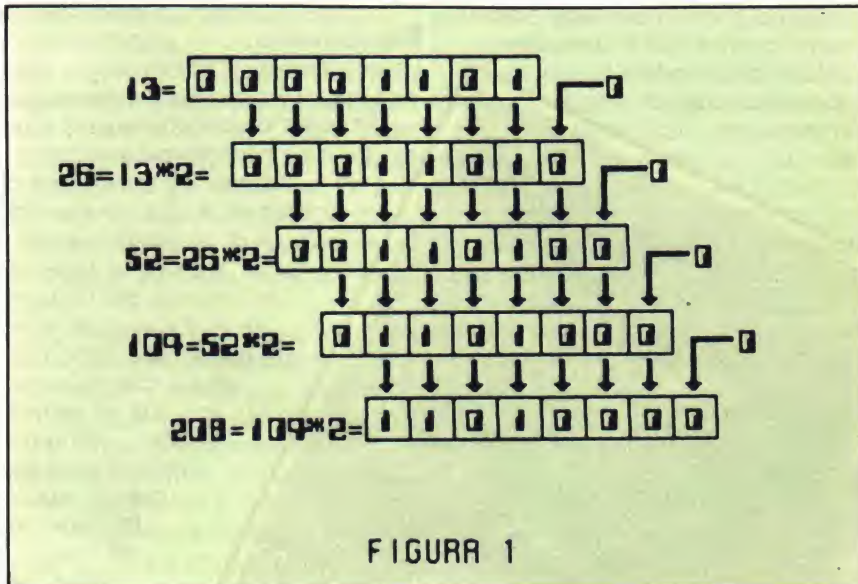 13= 0 0 0 0 1 1 0 1 0
26=13*2= 0 0 0 1 1 0 1 0 0
52=26*2= 0 0 1 1 0 1 0 0 0
104=52*2= 0 1 1 0 1 0 0 0 0
208=104*2= 1 1 0 1 0 0 0 0
FIGURA 1